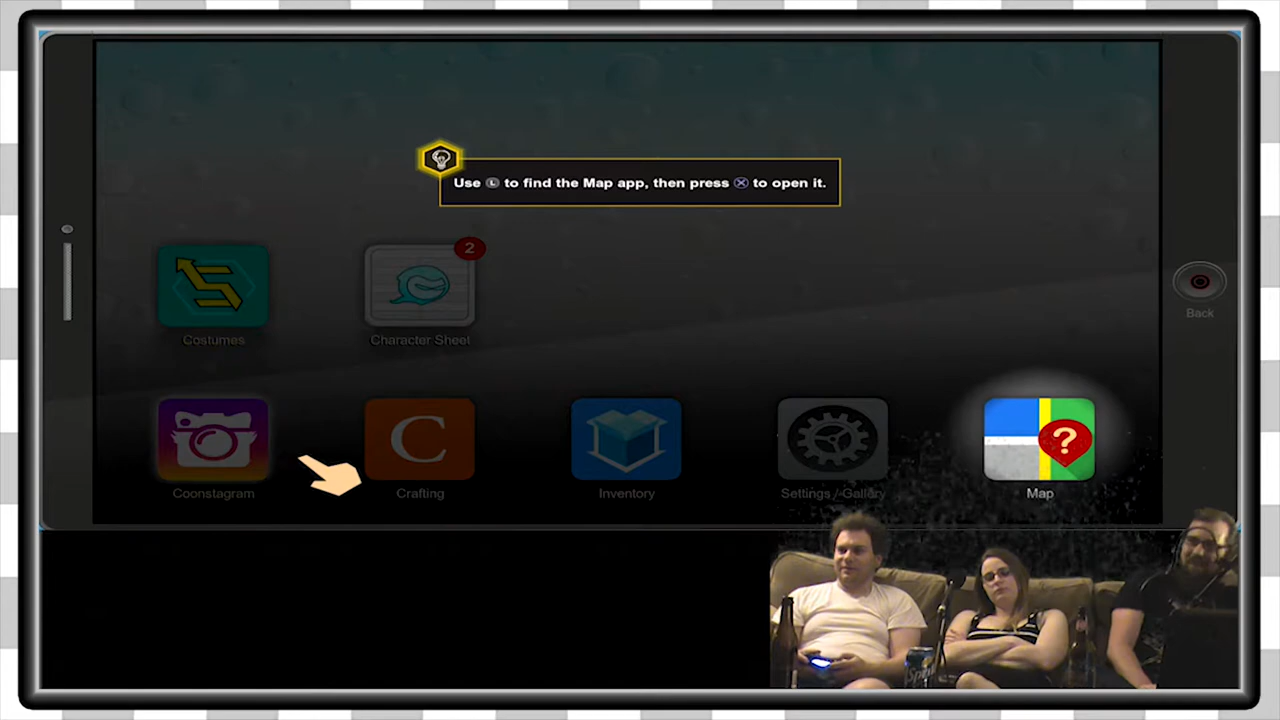 Use L to find the Map app, then press X to open it.
2
Back
Costumes
Character Sheet
C
?
Coonstagram
Crafting
Inventory
Settings / Gallery
Map